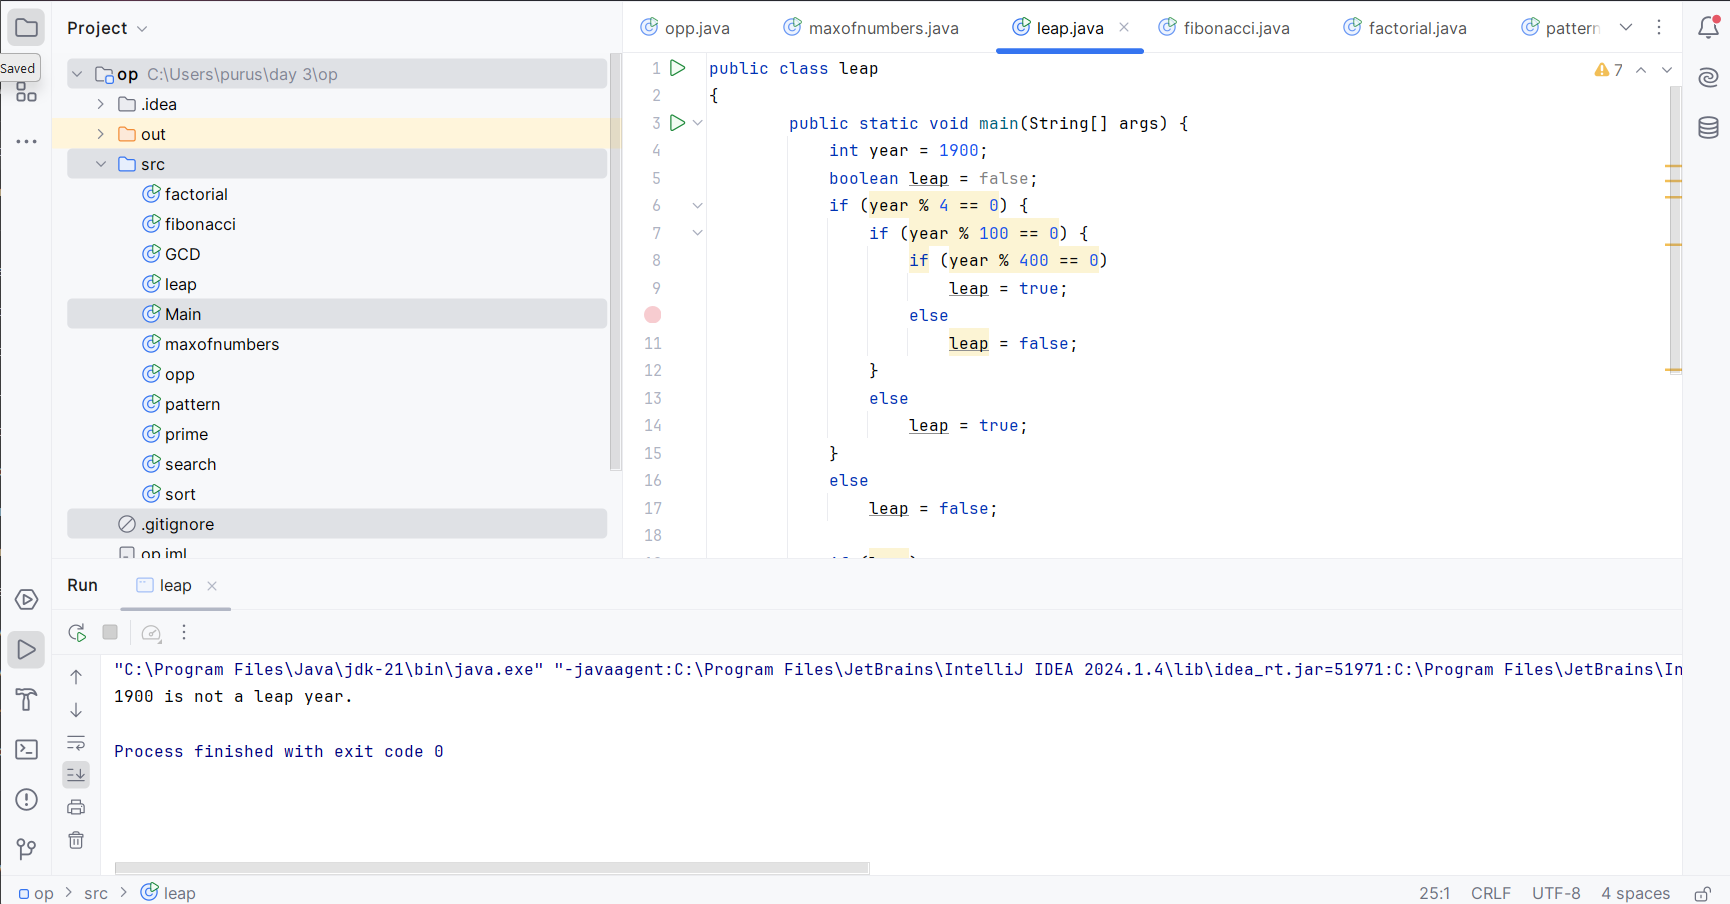 Project
opp.java
maxofnumbers.java
leap.java
fibonacci.java
factorial.java
pattern
Saved
op C:\Users\purus\day 3\op
.idea
out
src
factorial
fibonacci
GCD
leap
Main
maxofnumbers
opp
pattern
prime
search
sort
.gitignore
op.iml
7
1 public class leap
2 {
3 public static void main(String[] args) {
4 int year = 1900;
5 boolean leap = false;
6 if (year % 4 == 0) {
7 if (year % 100 == 0) {
8 if (year % 400 == 0)
9 leap = true;
else
11 leap = false;
12 }
13 else
14 leap = true;
15 }
16 else
17 leap = false;
18
Run leap
"C:\Program Files\Java\jdk-21\bin\java.exe" "-javaagent:C:\Program Files\JetBrains\IntelliJ IDEA 2024.1.4\lib\idea_rt.jar=51971:C:\Program Files\JetBrains\In
1900 is not a leap year.
Process finished with exit code 0
op > src > leap
25:1 CRLF UTF-8 4 spaces